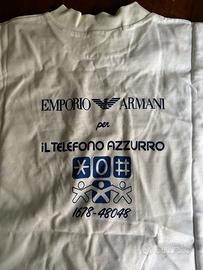 EMPORIO ARMANI
per
iL TELEFONO AZZURRO
*O#
1678-48048